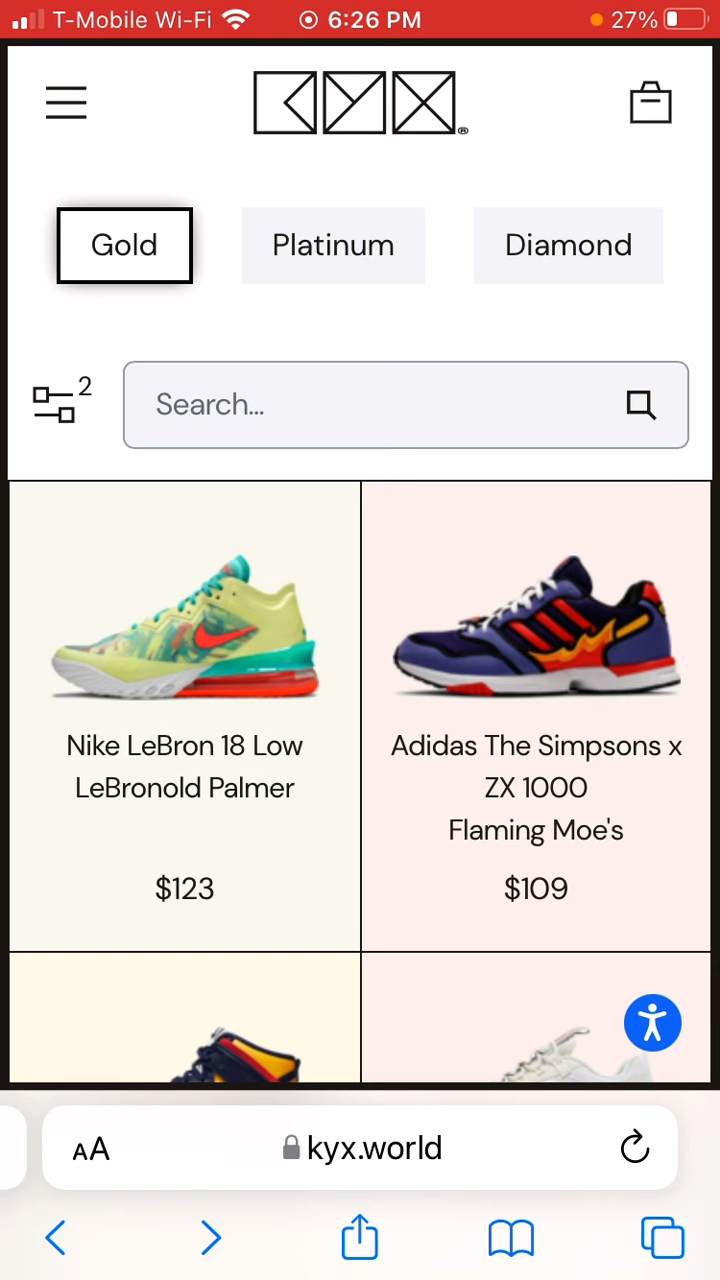 T-Mobile Wi-Fi 6:26 PM 27%
KYX®
Gold Platinum Diamond
2 Search...
Nike LeBron 18 Low
LeBronold Palmer
$123
Adidas The Simpsons x
ZX 1000
Flaming Moe's
$109
AA kyx.world